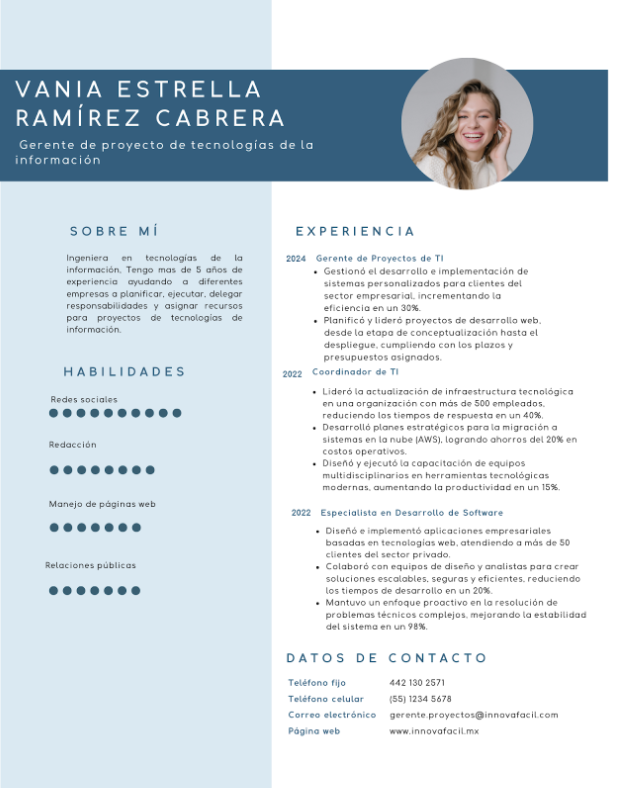 VANIA ESTRELLA
RAMÍREZ CABRERA
Gerente de proyecto de tecnologías de la
información
SOBRE MÍ
Ingeniera en tecnologías de la
información, Tengo mas de 5 años de
experiencia ayudando a diferentes
empresas a planificar, ejecutar, delegar
responsabilidades y asignar recursos
para proyectos de tecnologías de
información.
HABILIDADES
Redes sociales
Redacción
Manejo de páginas web
Relaciones públicas
EXPERIENCIA
2024 Gerente de Proyectos de TI
• Gestionó el desarrollo e implementación de
sistemas personalizados para clientes del
sector empresarial, incrementando la
eficiencia en un 30%.
• Planificó y lideró proyectos de desarrollo web,
desde la etapa de conceptualización hasta el
despliegue, cumpliendo con los plazos y
presupuestos asignados.
2022 Coordinador de TI
• Lideró la actualización de infraestructura tecnológica
en una organización con más de 500 empleados,
reduciendo los tiempos de respuesta en un 40%.
• Desarrolló planes estratégicos para la migración a
sistemas en la nube (AWS), logrando ahorros del 20% en
costos operativos.
• Diseñó y ejecutó la capacitación de equipos
multidisciplinarios en herramientas tecnológicas
modernas, aumentando la productividad en un 15%.
2022 Especialista en Desarrollo de Software
• Diseñó e implementó aplicaciones empresariales
basadas en tecnologías web, atendiendo a más de 50
clientes del sector privado.
• Colaboró con equipos de diseño y analistas para crear
soluciones escalables, seguras y eficientes, reduciendo
los tiempos de desarrollo en un 20%.
• Mantuvo un enfoque proactivo en la resolución de
problemas técnicos complejos, mejorando la estabilidad
del sistema en un 98%.
DATOS DE CONTACTO
Teléfono fijo 442 130 2571
Teléfono celular (55) 1234 5678
Correo electrónico gerente.proyectos@innovafacil.com
Página web www.innovafacil.mx